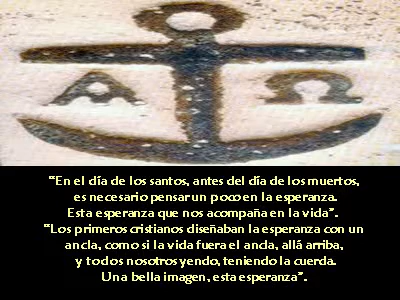 Α Ω
“En el día de los santos, antes del día de los muertos,
es necesario pensar un poco en la esperanza.
Esta esperanza que nos acompaña en la vida”.
“Los primeros cristianos diseñaban la esperanza con un
ancla, como si la vida fuera el ancla, allá arriba,
y todos nosotros yendo, teniendo la cuerda.
Una bella imagen, esta esperanza”.